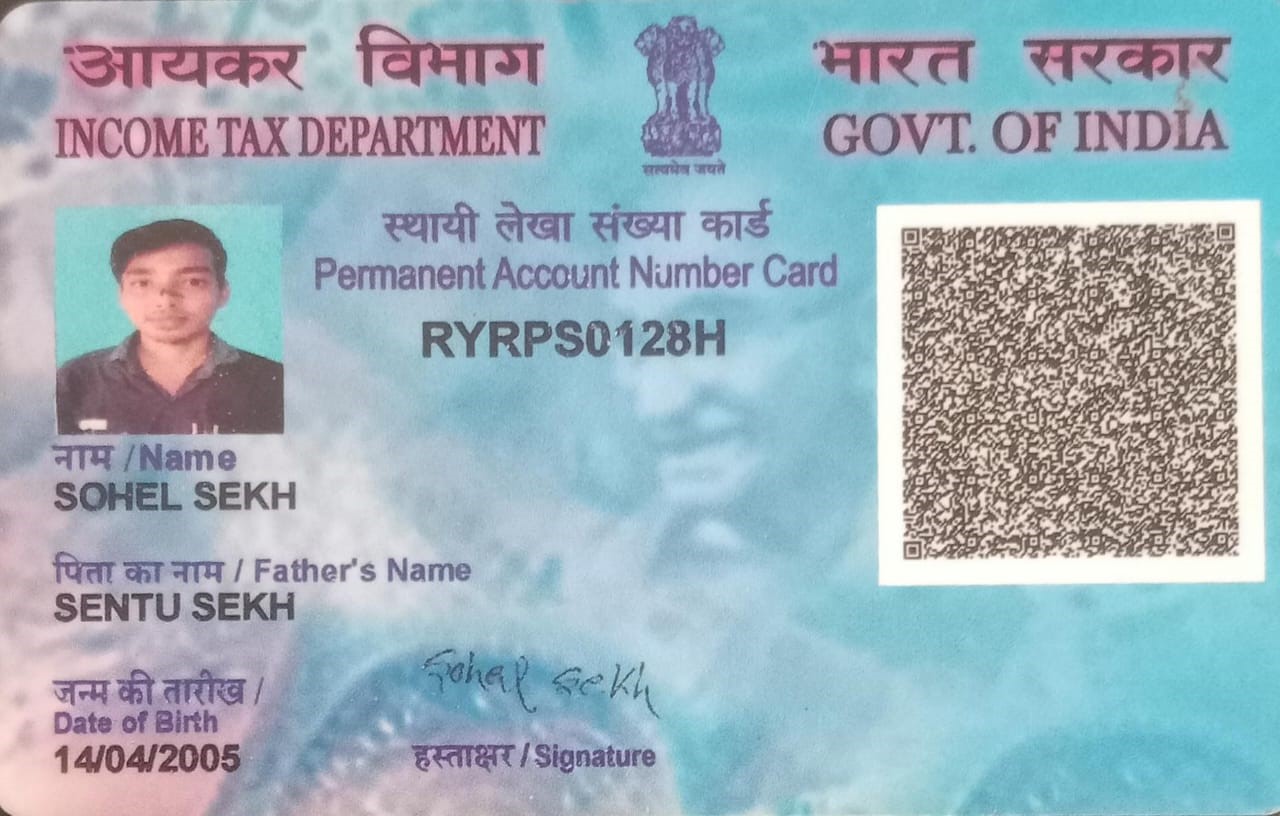 आयकर विभाग
INCOME TAX DEPARTMENT
सत्यमेव जयते
भारत सरकार
GOVT. OF INDIA
स्थायी लेखा संख्या कार्ड
Permanent Account Number Card
RYRPS0128H
नाम /Name
SOHEL SEKH
पिता का नाम / Father's Name
SENTU SEKH
जन्म की तारीख /
Date of Birth
14/04/2005
Sohel Sekh
हस्ताक्षर / Signature